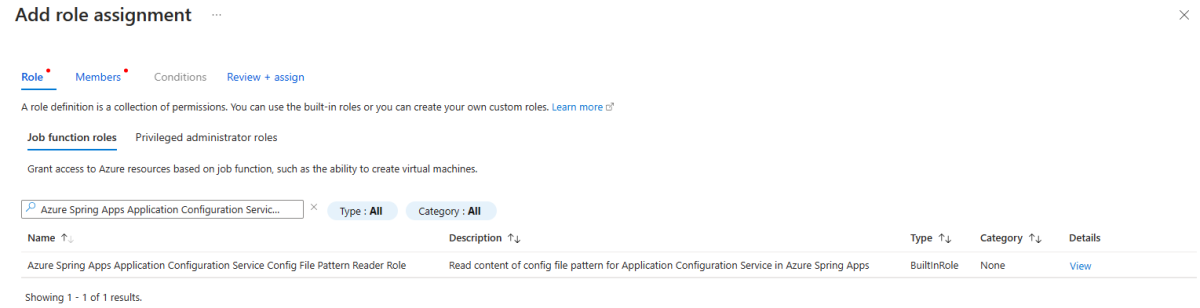 Add role assignment ...
Role Members Conditions Review + assign
A role definition is a collection of permissions. You can use the built-in roles or you can create your own custom roles. Learn more
Job function roles Privileged administrator roles
Grant access to Azure resources based on job function, such as the ability to create virtual machines.
Azure Spring Apps Application Configuration Servic... Type : All Category : All
Name Description Type Category Details
Azure Spring Apps Application Configuration Service Config File Pattern Reader Role Read content of config file pattern for Application Configuration Service in Azure Spring Apps BuiltInRole None View
Showing 1 - 1 of 1 results.